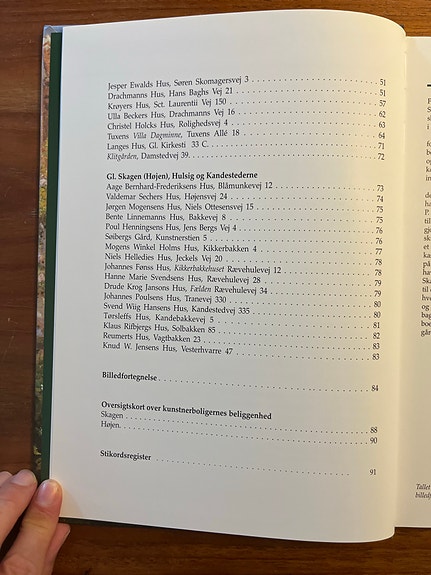 Jesper Ewalds Hus, Søren Skomagersvej 3 . . . . . . . . . . 51
Drachmanns Hus, Hans Baghs Vej 21 . . . . . . . . . . 51
Krøyers Hus, Sct. Laurentii Vej 150 . . . . . . . . . . 57
Ulla Beckers Hus, Drachmanns Vej 16 . . . . . . . . . . 62
Christel Holcks Hus, Rolighedsvej 4 . . . . . . . . . . 63
Tuxens Villa Dagminne, Tuxens Allé 18 . . . . . . . . . . 64
Langes Hus, Gl. Kirkesti 33 C. . . . . . . . . . . 71
Klitgården, Damstedvej 39. . . . . . . . . . . 72
Gl. Skagen (Højen), Hulsig og Kandestederne
Aage Bernhard-Frederiksens Hus, Blåmunkevej 12 . . . . . . . . . . 73
Valdemar Sechers Hus, Højensvej 24 . . . . . . . . . . 74
Jørgen Mogensens Hus, Niels Ottesensvej 15 . . . . . . . . . . 75
Bente Linnemanns Hus, Bakkevej 8 . . . . . . . . . . 75
Poul Henningsens Hus, Jens Bergs Vej 4 . . . . . . . . . . 76
Søibergs Gård, Kunstnerstien 5 . . . . . . . . . . 76
Mogens Winkel Holms Hus, Kikkerbakken 4 . . . . . . . . . . 77
Niels Helledies Hus, Jeckels Vej 20 . . . . . . . . . . 78
Johannes Fønss Hus, Kikkerbakkehuset Rævehulevej 12 . . . . . . . . . . 78
Hanne Marie Svendsens Hus, Rævehulevej 28 . . . . . . . . . . 78
Drude Krog Jansons Hus, Fælden Rævehulevej 34 . . . . . . . . . . 79
Johannes Poulsens Hus, Tranevej 330 . . . . . . . . . . 80
Svend Wiig Hansens Hus, Kandestedvej 335 . . . . . . . . . . 80
Tørsleffs Hus, Kandebakkevej 5 . . . . . . . . . . 81
Klaus Rifbjergs Hus, Solbakken 85 . . . . . . . . . . 82
Reumerts Hus, Vagtbakken 23 . . . . . . . . . . 83
Knud W. Jensens Hus, Vesterhvarre 47 . . . . . . . . . . 83
Billedfortegnelse . . . . . . . . . . 84
Oversigtskort over kunstnerboligernes beliggenhed
Skagen . . . . . . . . . . 88
Højen. . . . . . . . . . . 90
Stikordsregister . . . . . . . . . . 91
Tallet